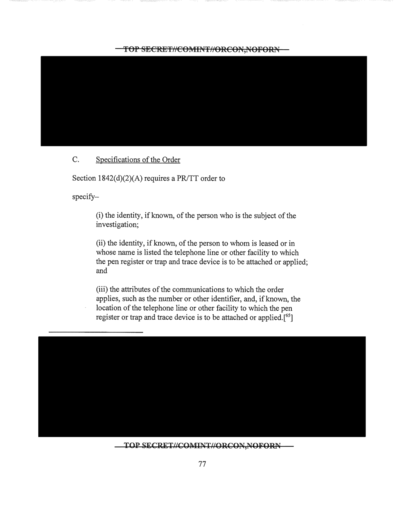 TOP SECRET//COMINT//ORCON,NOFORN
C. Specifications of the Order
Section 1842(d)(2)(A) requires a PR/TT order to
specify–
(i) the identity, if known, of the person who is the subject of the
investigation;
(ii) the identity, if known, of the person to whom is leased or in
whose name is listed the telephone line or other facility to which
the pen register or trap and trace device is to be attached or applied;
and
(iii) the attributes of the communications to which the order
applies, such as the number or other identifier, and, if known, the
location of the telephone line or other facility to which the pen
register or trap and trace device is to be attached or applied.[]
TOP SECRET//COMINT//ORCON,NOFORN
77